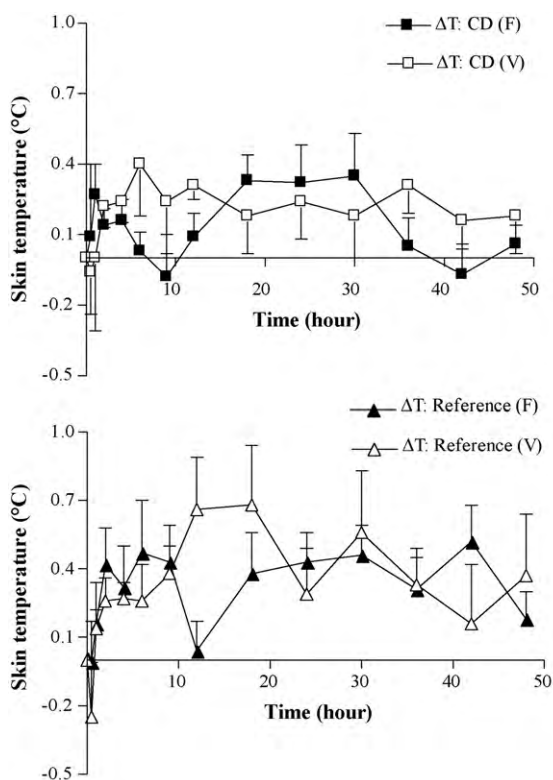 ΔT: CD (F)
ΔT: CD (V)
Skin temperature (°C)
1.0
0.7
0.4
0.1
-0.2
-0.5
10
20
30
40
50
Time (hour)
ΔT: Reference (F)
ΔT: Reference (V)
Skin temperature (°C)
1.0
0.7
0.4
0.1
-0.2
-0.5
10
20
30
40
50
Time (hour)